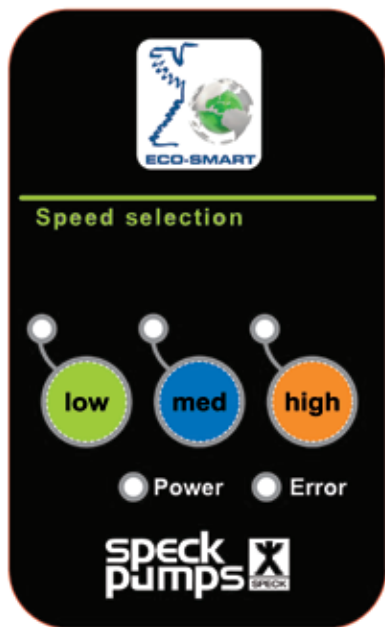 ECO-SMART
Speed selection
low med high
Power Error
speck
pumps
SPECK